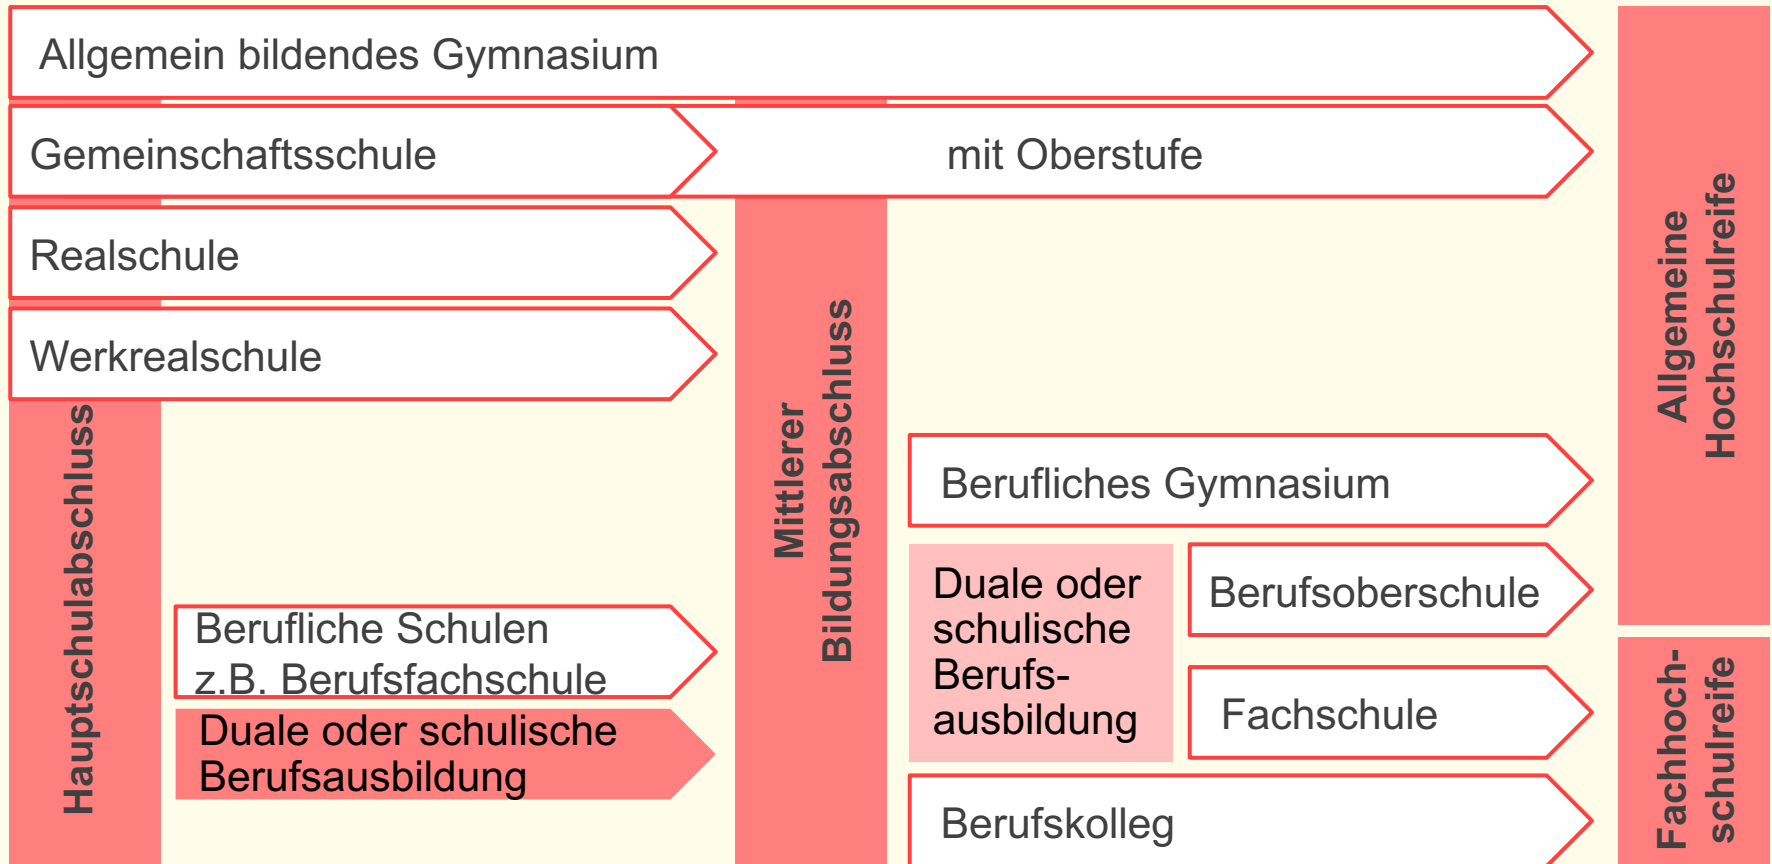 Allgemein bildendes Gymnasium
Gemeinschaftsschule
mit Oberstufe
Realschule
Werkrealschule
Hauptschulabschluss
Berufliche Schulen
z.B. Berufsfachschule
Duale oder schulische
Berufsausbildung
Mittlerer
Bildungsabschluss
Berufliches Gymnasium
Duale oder
schulische
Berufs-
ausbildung
Berufsoberschule
Fachschule
Berufskolleg
Allgemeine
Hochschulreife
Fachhoch-
schulreife